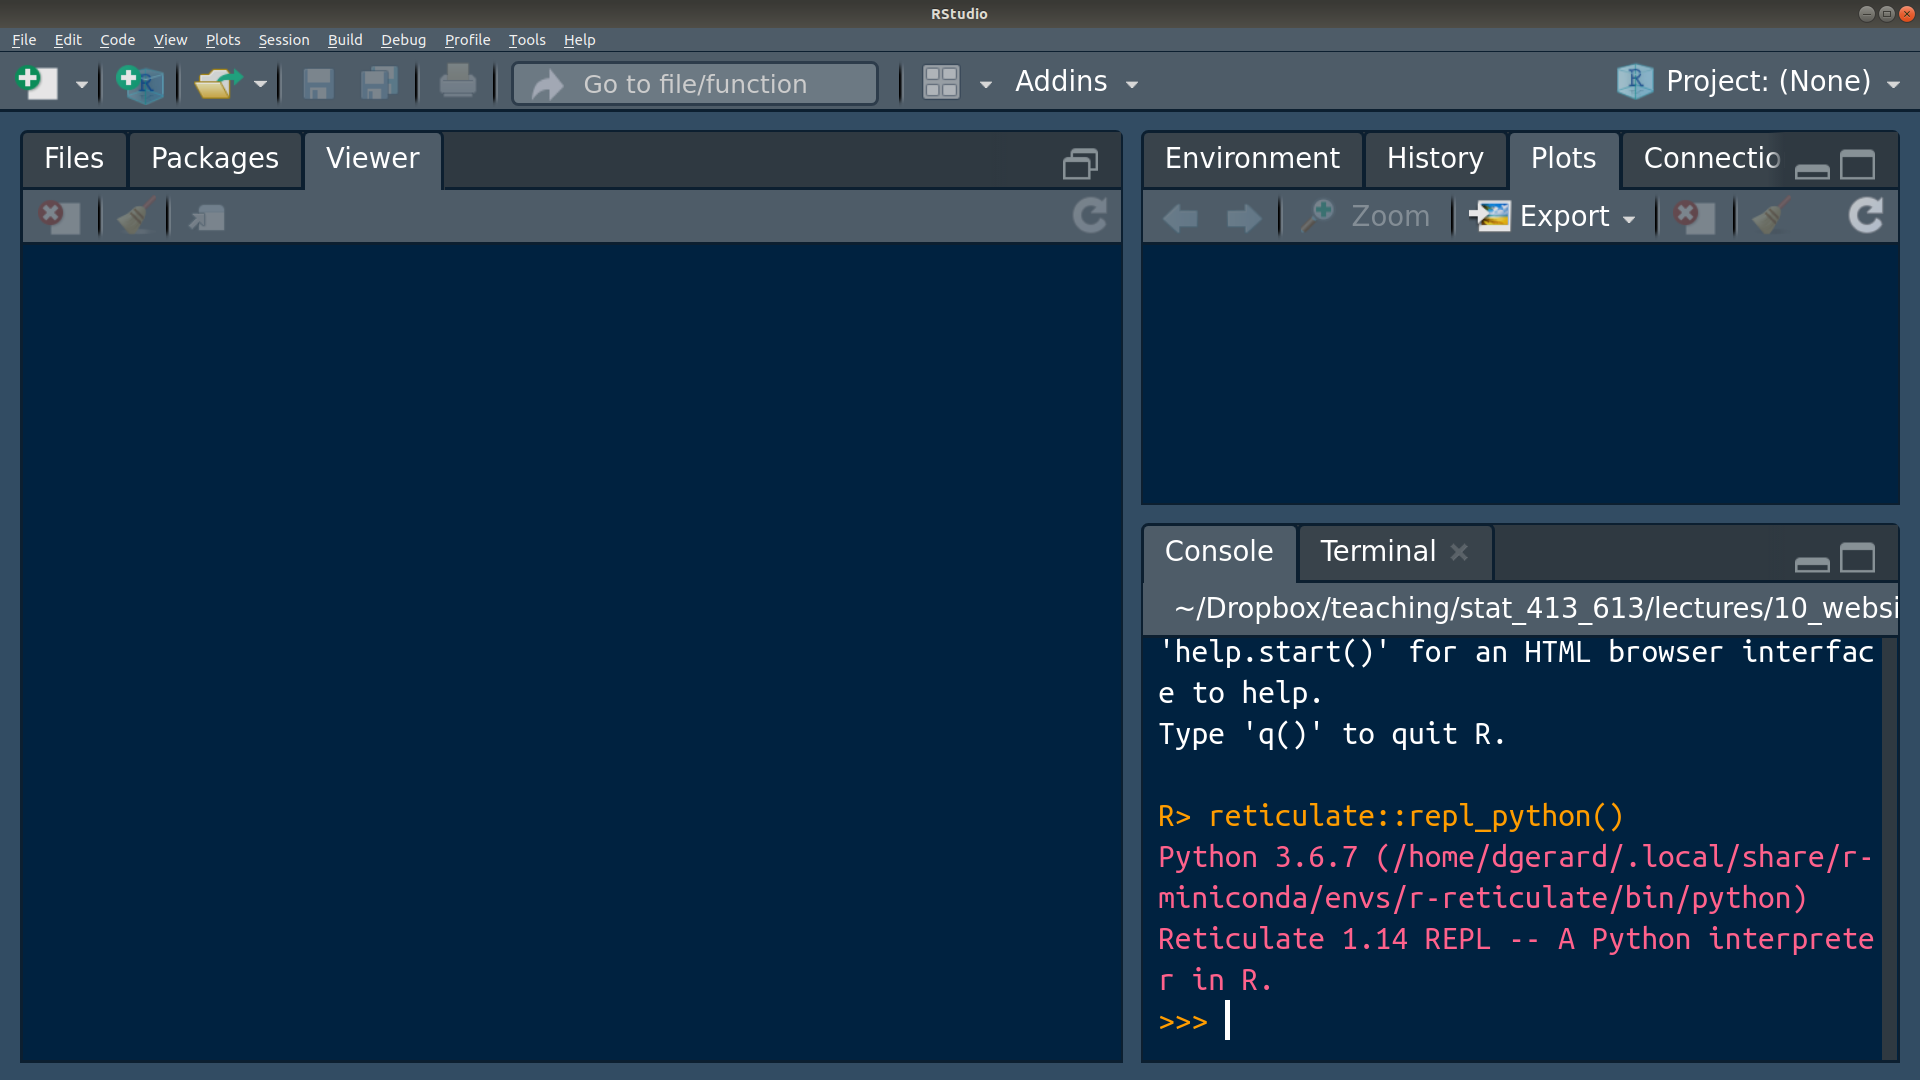 RStudio
File Edit Code View Plots Session Build Debug Profile Tools Help
Go to file/function Addins Project: (None)
Files Packages Viewer
Environment History Plots Connectio
Zoom Export
Console Terminal
~/Dropbox/teaching/stat_413_613/lectures/10_websi
'help.start()' for an HTML browser interfac
e to help.
Type 'q()' to quit R.
R> reticulate::repl_python()
Python 3.6.7 (/home/dgerard/.local/share/r-
miniconda/envs/r-reticulate/bin/python)
Reticulate 1.14 REPL -- A Python interprete
r in R.
>>>